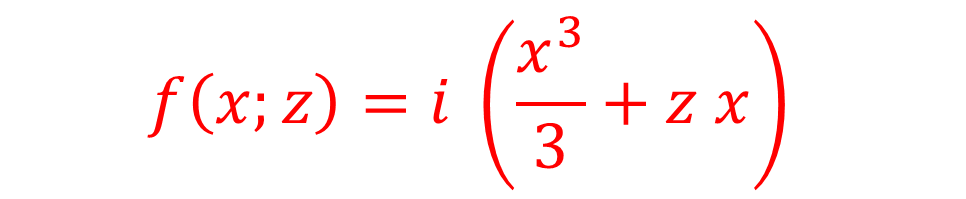 f(x; z) = i (x^3/3 + z x)